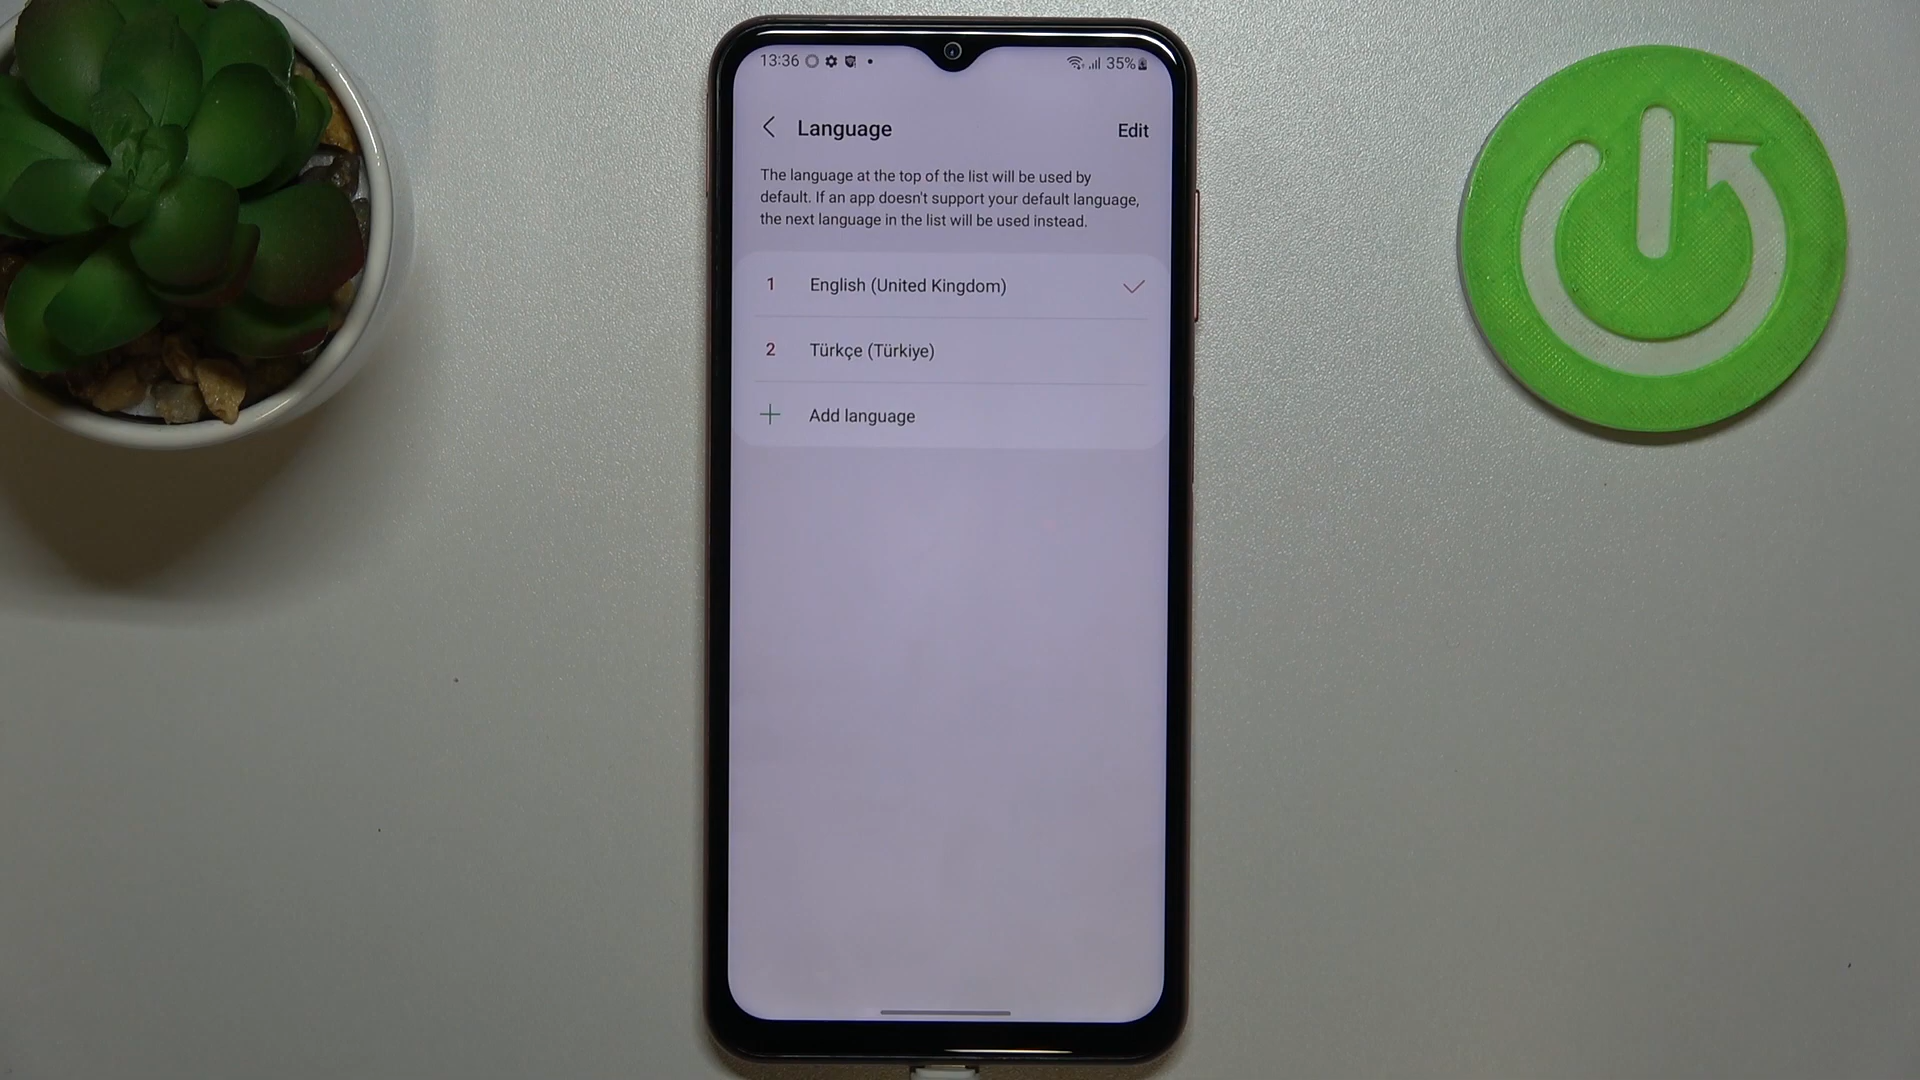 13:36 35%
Language Edit
The language at the top of the list will be used by
default. If an app doesn't support your default language,
the next language in the list will be used instead.
1 English (United Kingdom)
2 Türkçe (Türkiye)
Add language